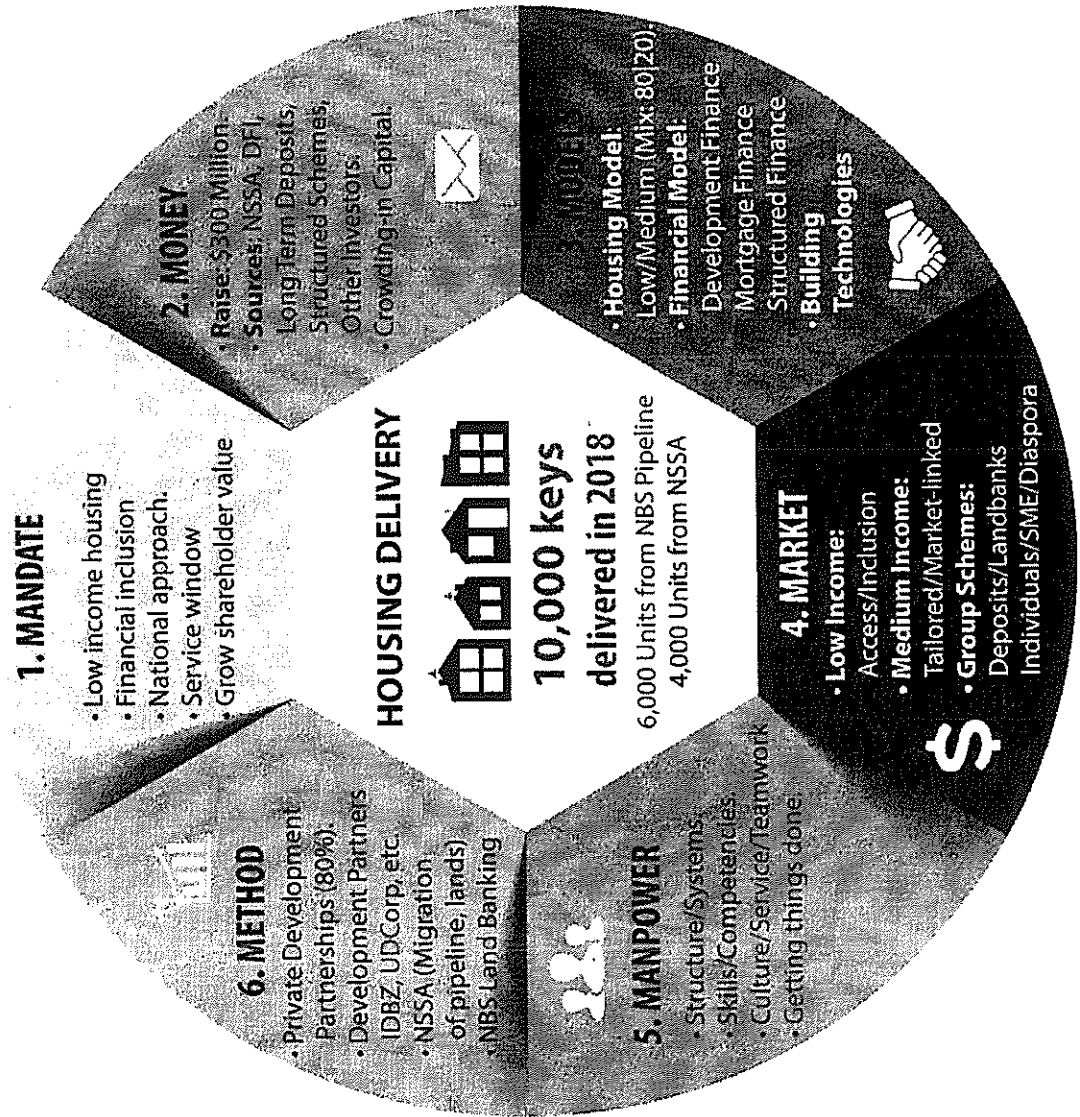 1. MANDATE
• Low income housing
• Financial inclusion
• National approach.
• Service window
• Grow shareholder value
2. MONEY
• Raise: $300 Million.
• Sources: NSSA, DFI,
Long Term Deposits,
Structured Schemes,
Other Investors.
• Crowding-in Capital.
3. MODELS
• Housing Model:
Low/Medium (Mix: 80|20).
• Financial Model:
Development Finance
Mortgage Finance
Structured Finance
• Building
Technologies
4. MARKET
• Low Income:
Access/Inclusion
• Medium Income:
Tailored/Market-linked
• Group Schemes:
Deposits/Landbanks
Individuals/SME/Diaspora
$
5. MANPOWER
• Structure/Systems.
• Skills/Competencies.
• Culture/Service/Teamwork
• Getting things done.
6. METHOD
• Private Development
Partnerships (80%).
• Development Partners
IDBZ, UDCorp, etc.
• NSSA (Migration
of pipeline, lands)
• NBS Land Banking
HOUSING DELIVERY
10,000 keys
delivered in 2018
6,000 Units from NBS Pipeline
4,000 Units from NSSA